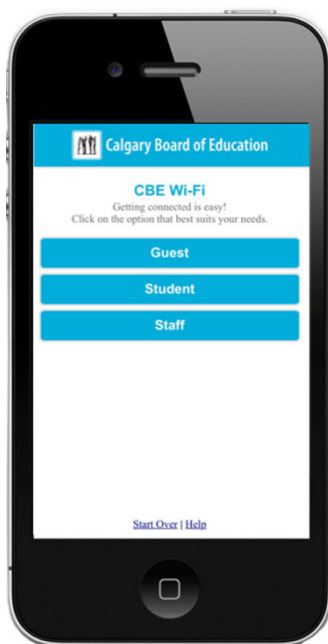 Calgary Board of Education
CBE Wi-Fi
Getting connected is easy!
Click on the option that best suits your needs.
Guest
Student
Staff
Start Over | Help